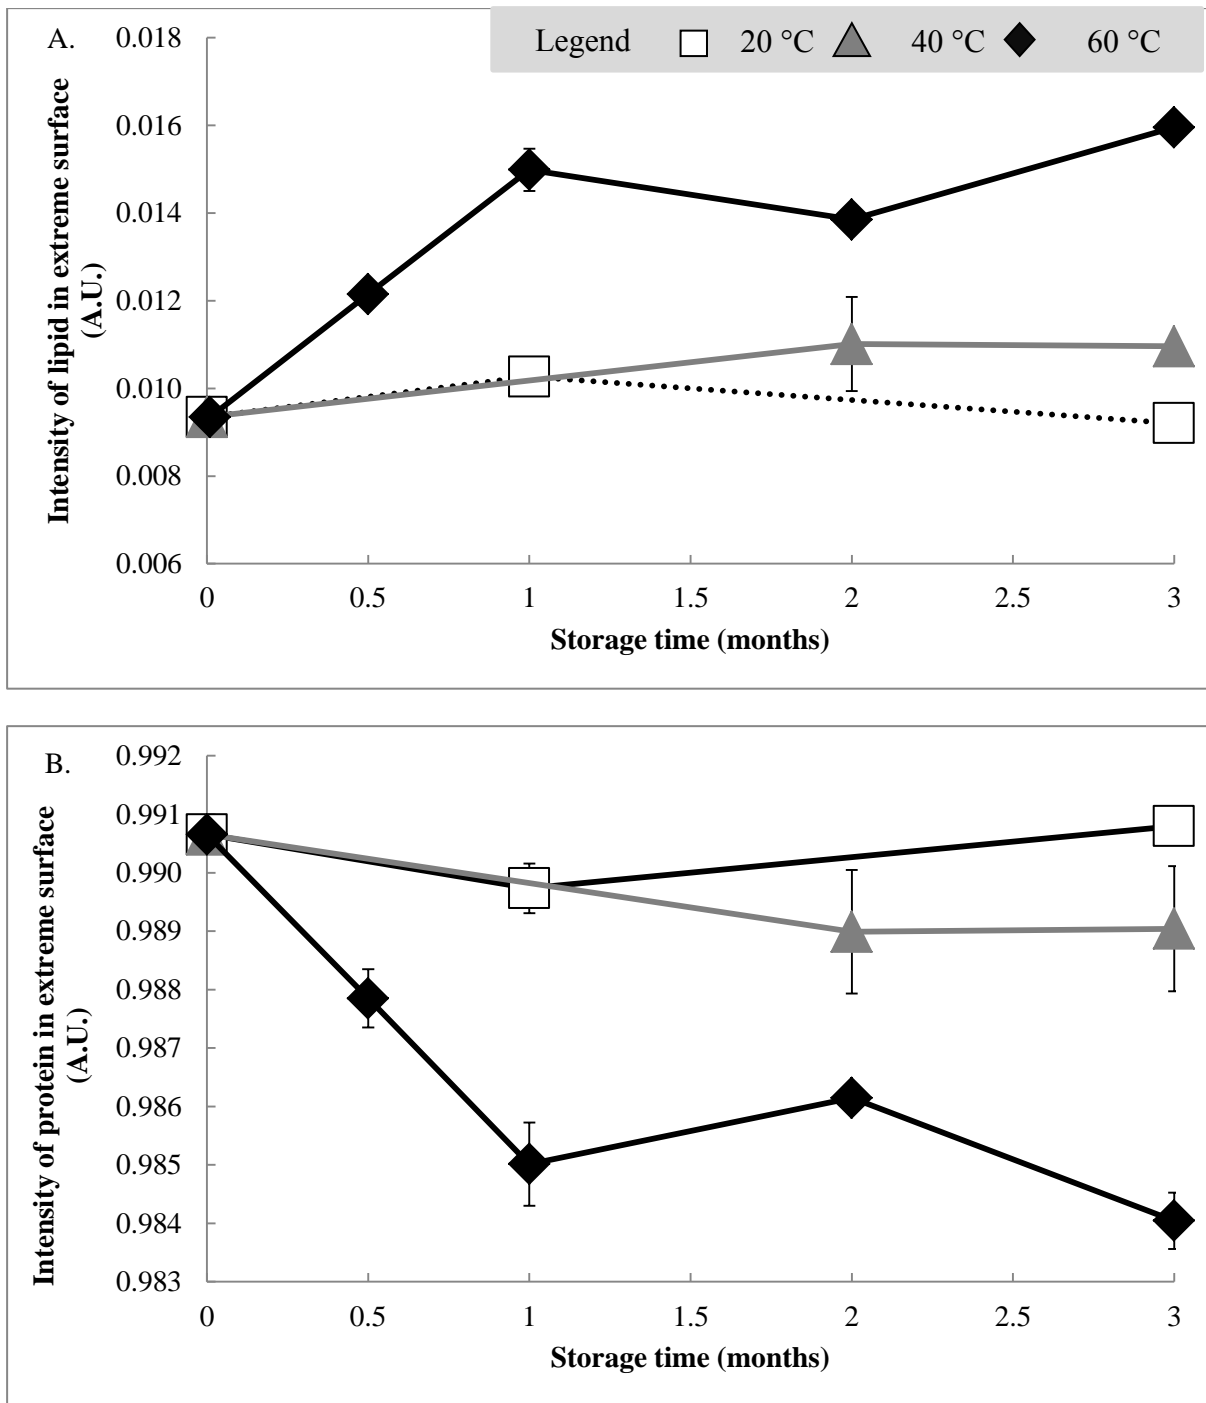 A.
Legend 20 °C 40 °C 60 °C
Intensity of lipid in extreme surface
(A.U.)
0.018
0.016
0.014
0.012
0.010
0.008
0.006
0 0.5 1 1.5 2 2.5 3
Storage time (months)
B.
Intensity of protein in extreme surface
(A.U.)
0.992
0.991
0.990
0.989
0.988
0.987
0.986
0.985
0.984
0.983
0 0.5 1 1.5 2 2.5 3
Storage time (months)